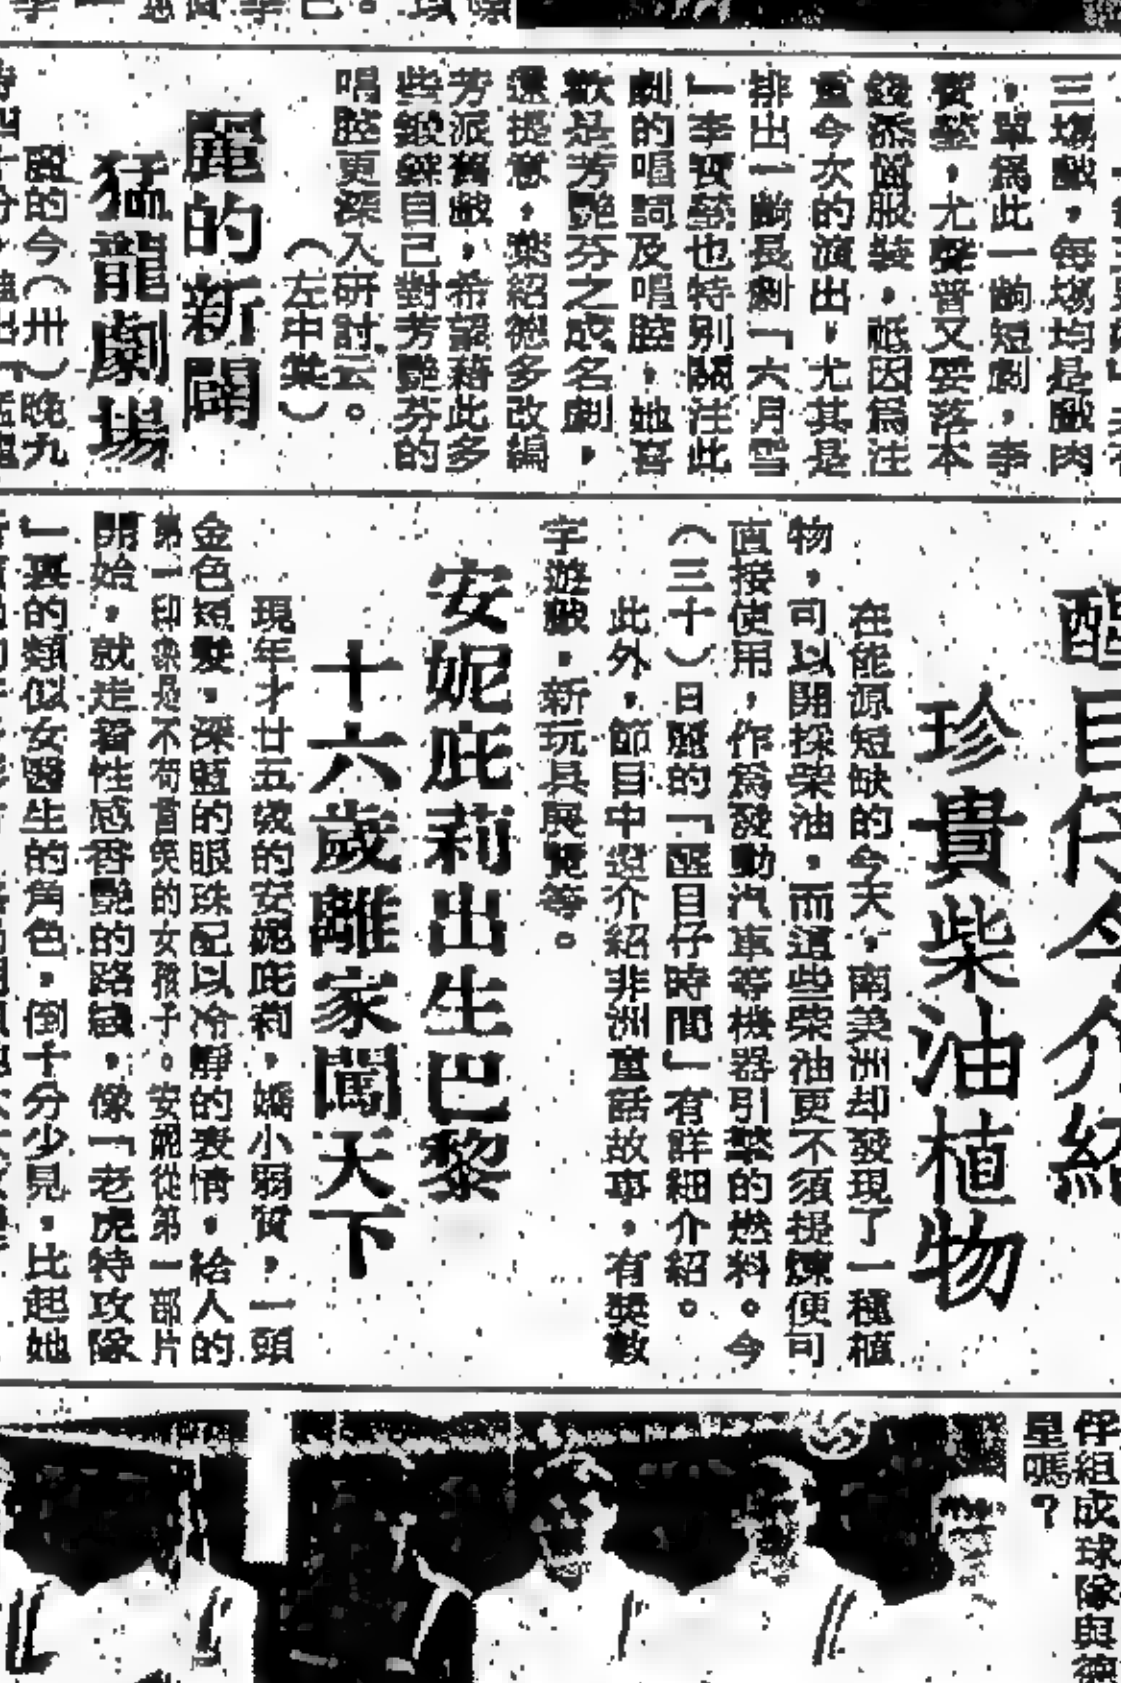 三塲戲，每塲均是戲肉
，單爲此一齣短劇，李
寶瑩，尤聲普又要落本
錢添置服裝，祗因爲注
重今次的演出，尤其是
排出一齣長劇「六月雪
」李寶瑩也特别關注此
劇的唱詞及唱腔，她喜
歡是芳艷芬之成名劇，
還提意，葉紹德多改編
芳派舊戲，希望藉此多
些鍛鍊自己對芳艷芬的
唱腔更深入研討云。
（左中棠）
麗的新闢
猛龍劇塲
麗的今（卅）晚九
醒目仔今介紹
珍貴柴油植物
在能源短缺的今天，南美洲却發現了一種植
物，可以開採柴油，而這些柴油更不須提煉便可
直接使用，作爲發動汽車等機器引擎的燃料。今
（三十）日麗的「醒目仔時間」有詳細介紹。
此外，節目中還介紹非洲童話故事，有獎數
字遊戲，新玩具展覽等。
安妮庇莉出生巴黎
十六歲離家闖天下
現年才廿五歲的安妮庇莉，嬌小弱質，一頭
金色短髮，深藍的眼珠配以冷靜的表情，給人的
第一印象是不苟言笑的女孩子。安妮從第一部片
開始，就走着性感香艷的路線，像「老虎特攻隊
」裏的類似女醫生的角色，倒十分少見，比起她
仔組成球隊與德
星嗎？